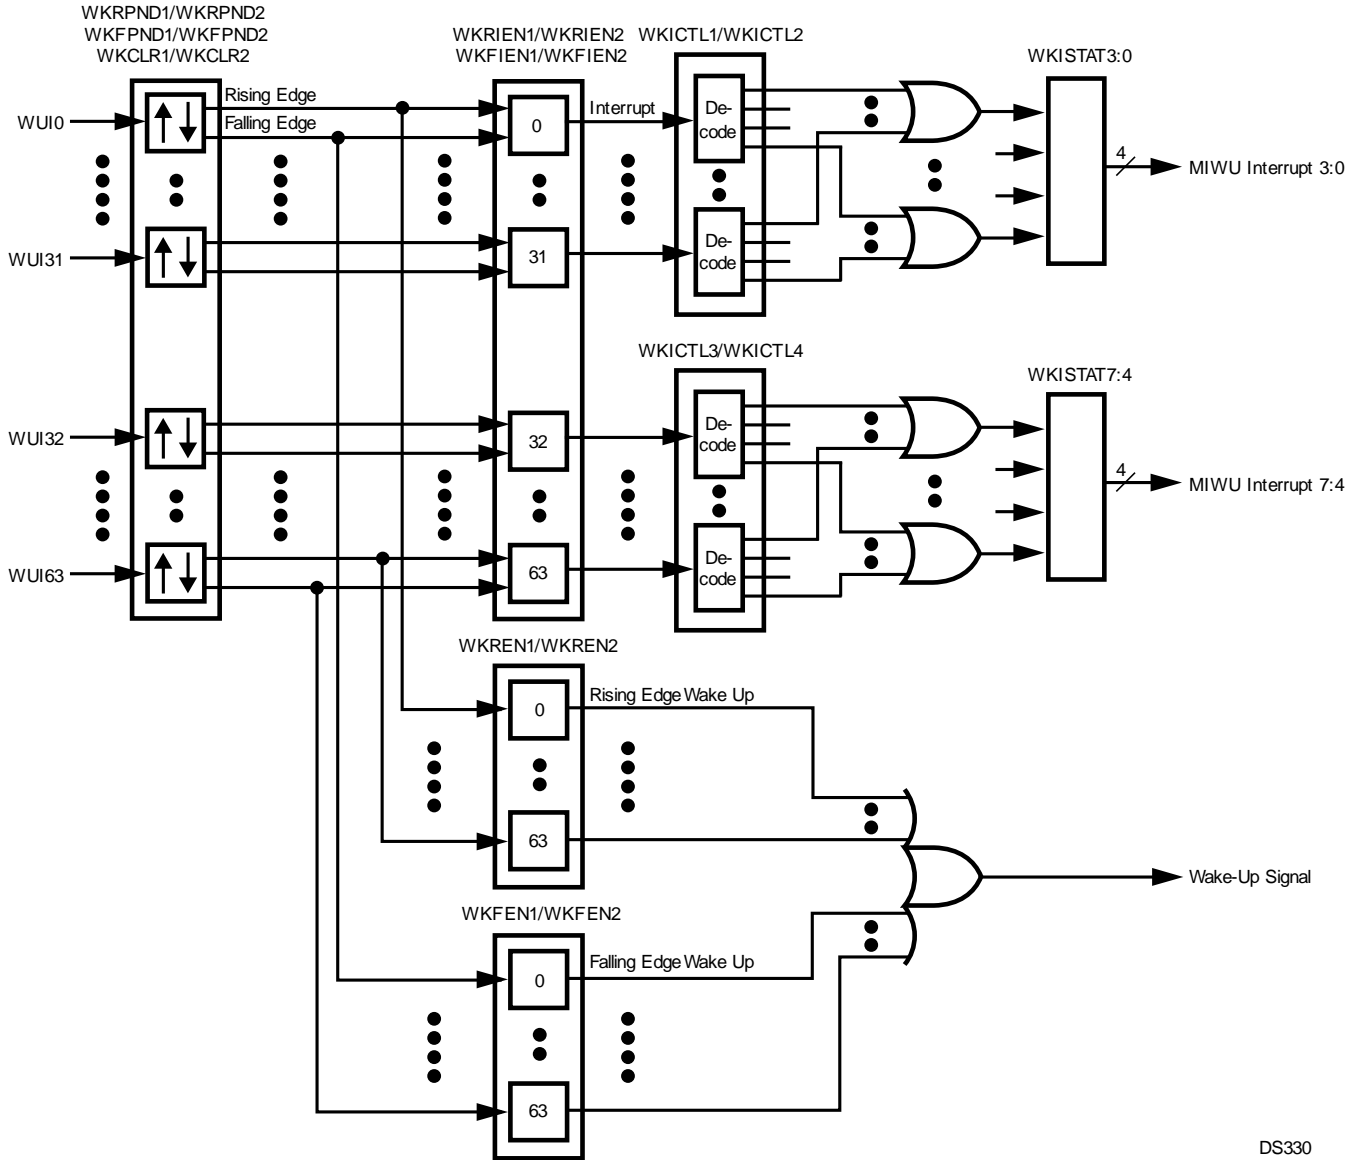 WKRPND1/WKRPND2
WKFPND1/WKFPND2
WKCLR1/WKCLR2
WKRIEN1/WKRIEN2
WKFIEN1/WKFIEN2
WKICTL1/WKICTL2
WKISTAT3:0
WUI0
Rising Edge
Falling Edge
0
Interrupt
De-
code
4
MIWU Interrupt 3:0
WUI31
31
De-
code
WKICTL3/WKICTL4
WKISTAT7:4
WUI32
32
De-
code
4
MIWU Interrupt 7:4
WUI63
63
De-
code
WKREN1/WKREN2
0
Rising Edge Wake Up
63
Wake-Up Signal
WKFEN1/WKFEN2
0
Falling Edge Wake Up
63
DS330